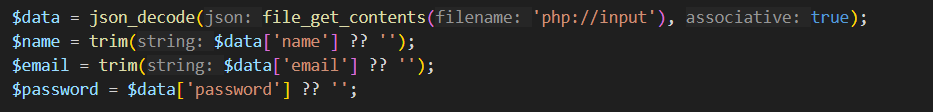 $data = json_decode(json: file_get_contents(filename: 'php://input'), associative: true);
$name = trim(string: $data['name'] ?? '');
$email = trim(string: $data['email'] ?? '');
$password = $data['password'] ?? '';